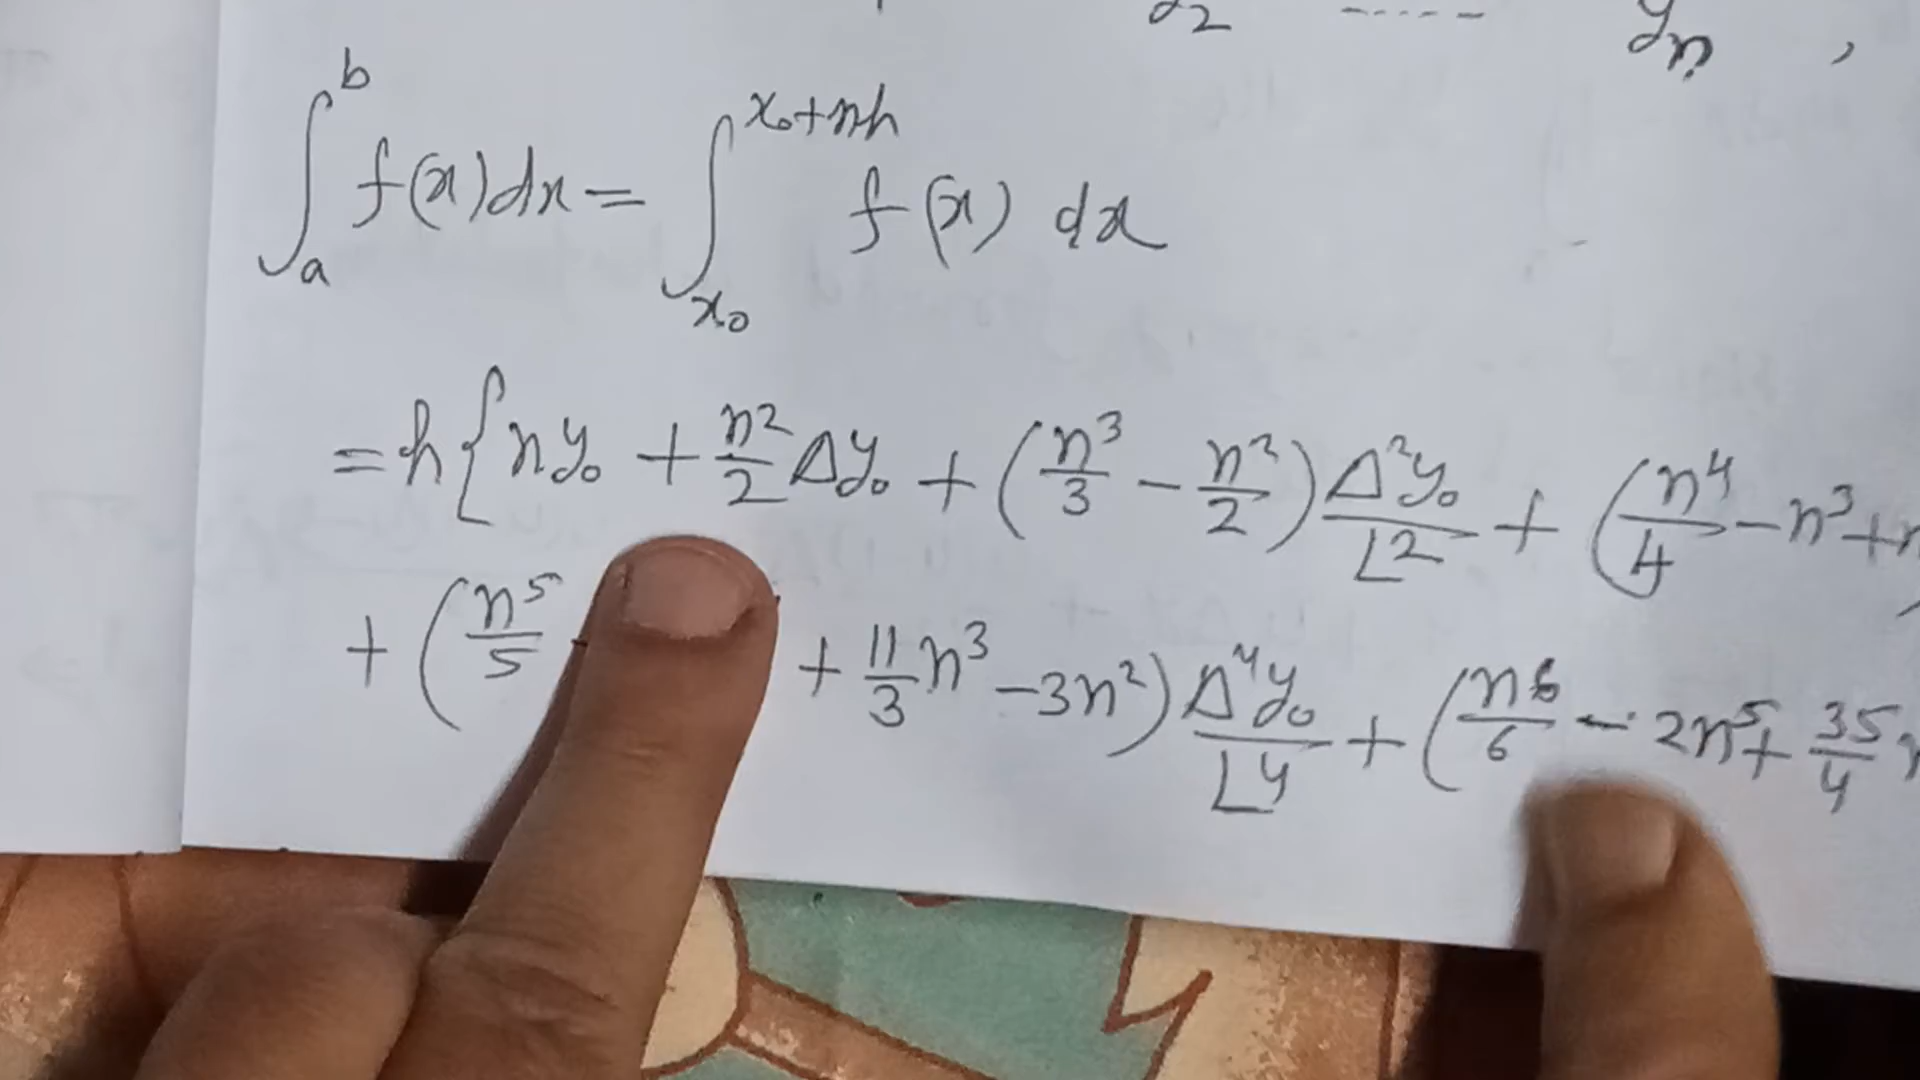 y₂ ----- yₙ ,
∫ₐᵇ f(x)dx = ∫ₓ₀^(x₀+nh) f(x) dx
= h{ny₀ + n²/2 Δy₀ + (n³/3 − n²/2) Δ²y₀/⌊2 + (n⁴/4 − n³ +
+ (n⁵/5 + 11/3 n³ − 3n²) Δ⁴y₀/⌊4 + (n⁶/6 − 2n⁵ + 35/4